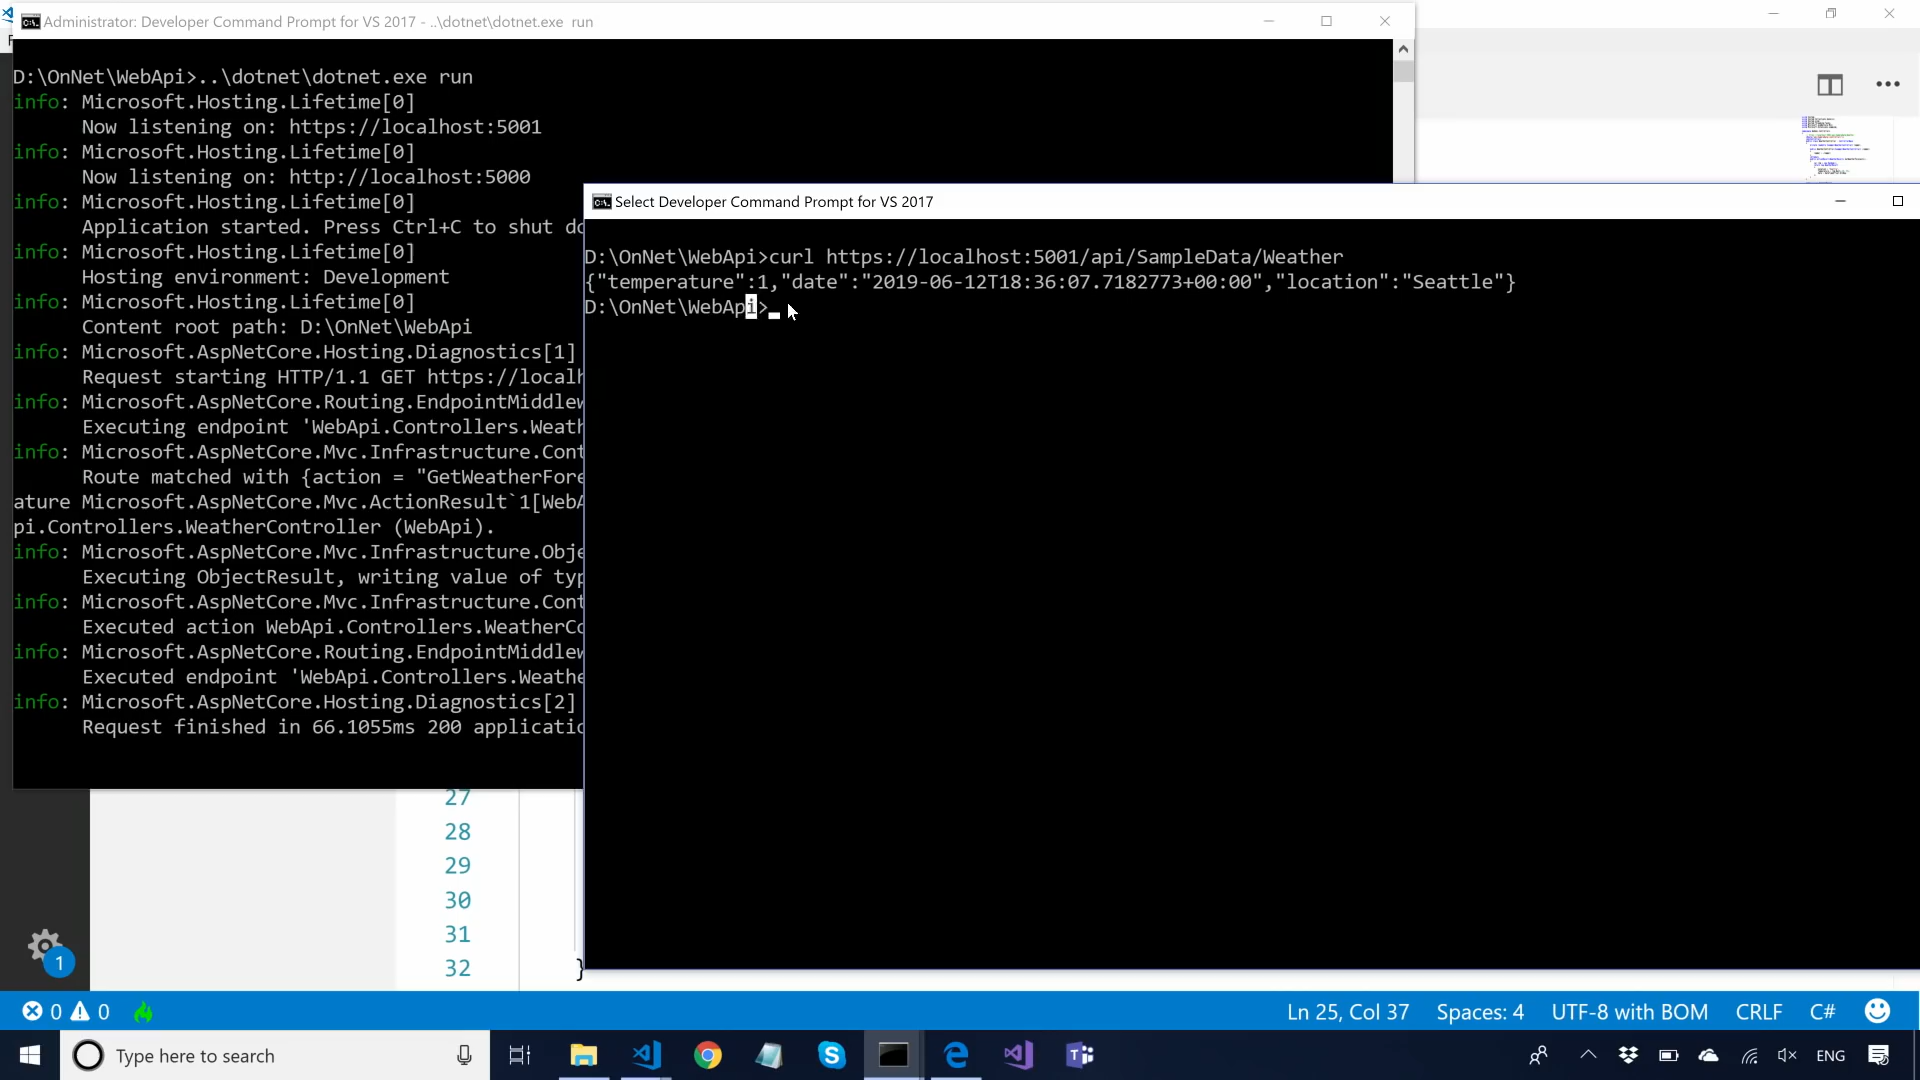 Administrator: Developer Command Prompt for VS 2017 - ..\dotnet\dotnet.exe  run
D:\OnNet\WebApi>..\dotnet\dotnet.exe run
info: Microsoft.Hosting.Lifetime[0]
Now listening on: https://localhost:5001
info: Microsoft.Hosting.Lifetime[0]
Now listening on: http://localhost:5000
info: Microsoft.Hosting.Lifetime[0]
Application started. Press Ctrl+C to shut do
info: Microsoft.Hosting.Lifetime[0]
Hosting environment: Development
info: Microsoft.Hosting.Lifetime[0]
Content root path: D:\OnNet\WebApi
info: Microsoft.AspNetCore.Hosting.Diagnostics[1]
Request starting HTTP/1.1 GET https://localh
info: Microsoft.AspNetCore.Routing.EndpointMiddlew
Executing endpoint 'WebApi.Controllers.Weath
info: Microsoft.AspNetCore.Mvc.Infrastructure.Cont
Route matched with {action = "GetWeatherFore
ature Microsoft.AspNetCore.Mvc.ActionResult`1[WebA
pi.Controllers.WeatherController (WebApi).
info: Microsoft.AspNetCore.Mvc.Infrastructure.Obje
Executing ObjectResult, writing value of typ
info: Microsoft.AspNetCore.Mvc.Infrastructure.Cont
Executed action WebApi.Controllers.WeatherCo
info: Microsoft.AspNetCore.Routing.EndpointMiddlew
Executed endpoint 'WebApi.Controllers.Weathe
info: Microsoft.AspNetCore.Hosting.Diagnostics[2]
Request finished in 66.1055ms 200 applicatio
Select Developer Command Prompt for VS 2017
D:\OnNet\WebApi>curl https://localhost:5001/api/SampleData/Weather
{"temperature":1,"date":"2019-06-12T18:36:07.7182773+00:00","location":"Seattle"}
D:\OnNet\WebApi>
27
28
29
30
31
32 }
1
0 0 Ln 25, Col 37 Spaces: 4 UTF-8 with BOM CRLF C#
Type here to search ENG